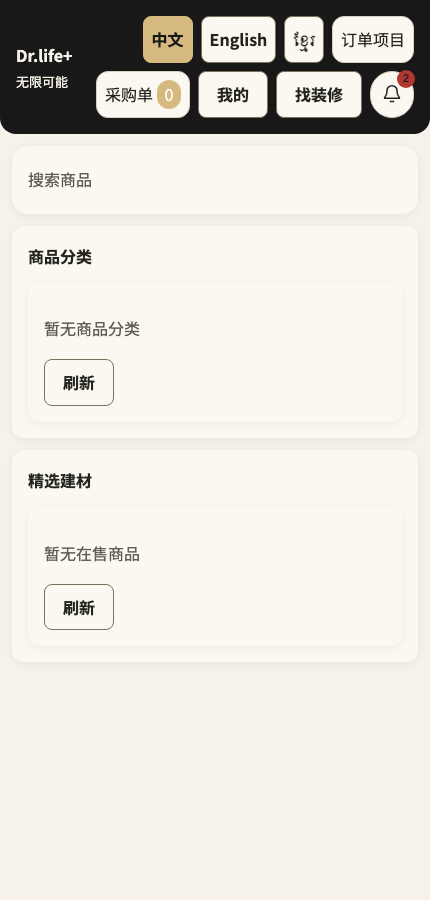 Dr.life+
无限可能
中文 English ខ្មែរ 订单项目
采购单 0 我的 找装修 2
搜索商品
商品分类
暂无商品分类
刷新
精选建材
暂无在售商品
刷新